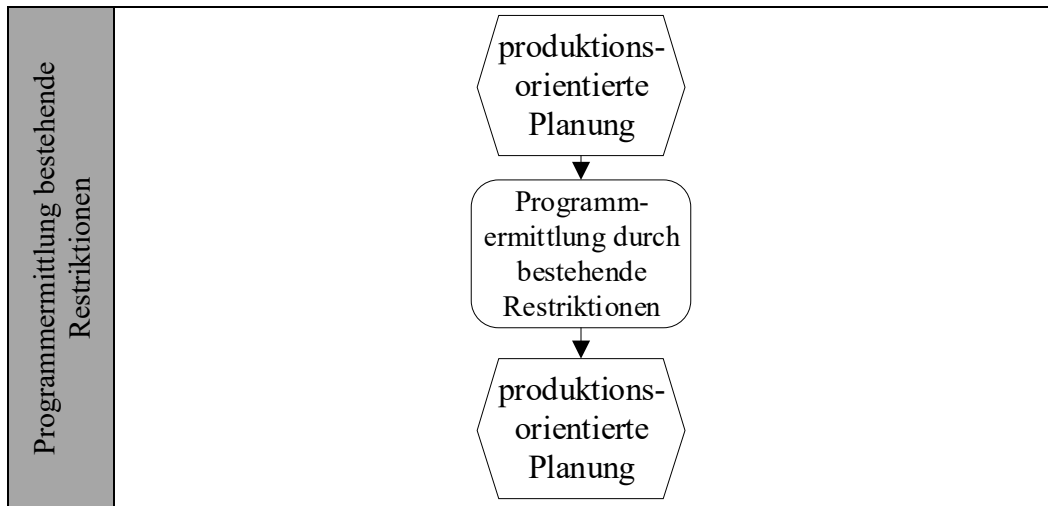 Programmermittlung bestehende
Restriktionen
produktions-
orientierte
Planung
Programm-
ermittlung durch
bestehende
Restriktionen
produktions-
orientierte
Planung